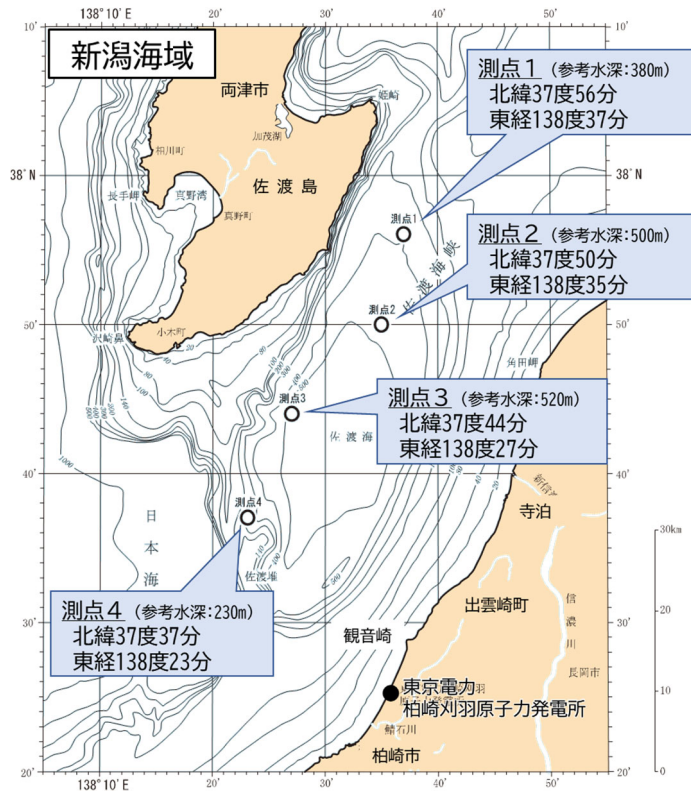 新潟海域
138°10′E
20′
30′
40′
50′
10′
10′
測点1（参考水深:380m）
北緯37度56分
東経138度37分
両津市
姫崎
加茂湖
相川町
38°N
38°N
佐渡島
長手岬
真野湾
真野町
測点1
佐渡海峡
測点2（参考水深:500m）
北緯37度50分
東経138度35分
測点2
50′
50′
小木町
沢崎鼻
角田岬
測点3
測点3（参考水深:520m）
北緯37度44分
東経138度27分
佐渡海
40′
40′
1000
測点4
日本海
寺泊
30km
佐渡堆
測点4（参考水深:230m）
北緯37度37分
東経138度23分
出雲崎町
信濃川
20
観音崎
30′
30′
長岡市
東京電力
柏崎刈羽原子力発電所
10
鯖石川
柏崎市
20′
20′
0
138°10′E
20′
30′
40′
50′